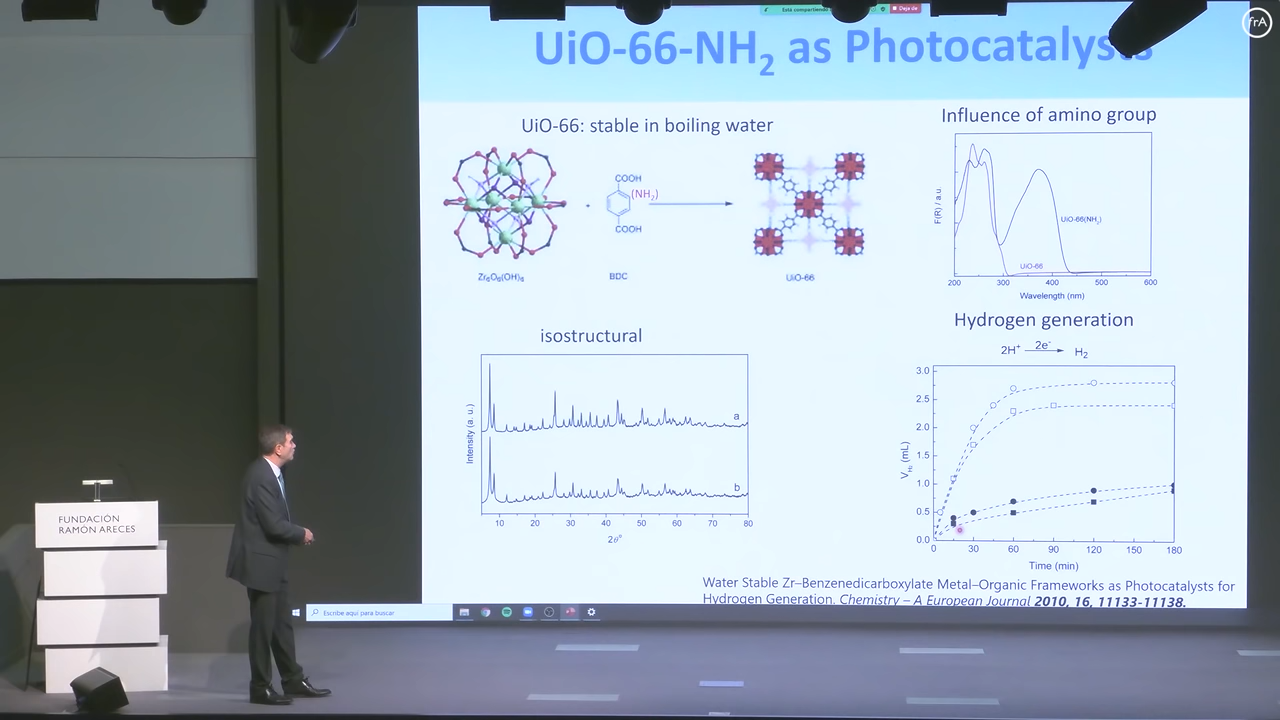 frA
Está compartiendo
Deja de
UiO-66-NH2 as Photocatalysts
UiO-66: stable in boiling water
COOH
(NH2)
COOH
Zr6O6(OH)6
BDC
UiO-66
Influence of amino group
F(R) / a.u.
UiO-66(NH2)
UiO-66
200 300 400 500 600
Wavelength (nm)
isostructural
Intensity (a. u.)
a
b
10 20 30 40 50 60 70 80
2θ°
Hydrogen generation
2H+ 2e- H2
VH2 (mL)
3.0
2.5
2.0
1.5
1.0
0.5
0.0
0 30 60 90 120 150 180
Time (min)
Water Stable Zr–Benzenedicarboxylate Metal–Organic Frameworks as Photocatalysts for
Hydrogen Generation. Chemistry – A European Journal 2010, 16, 11133-11138.
Escribe aquí para buscar
FUNDACIÓN
RAMÓN ARECES